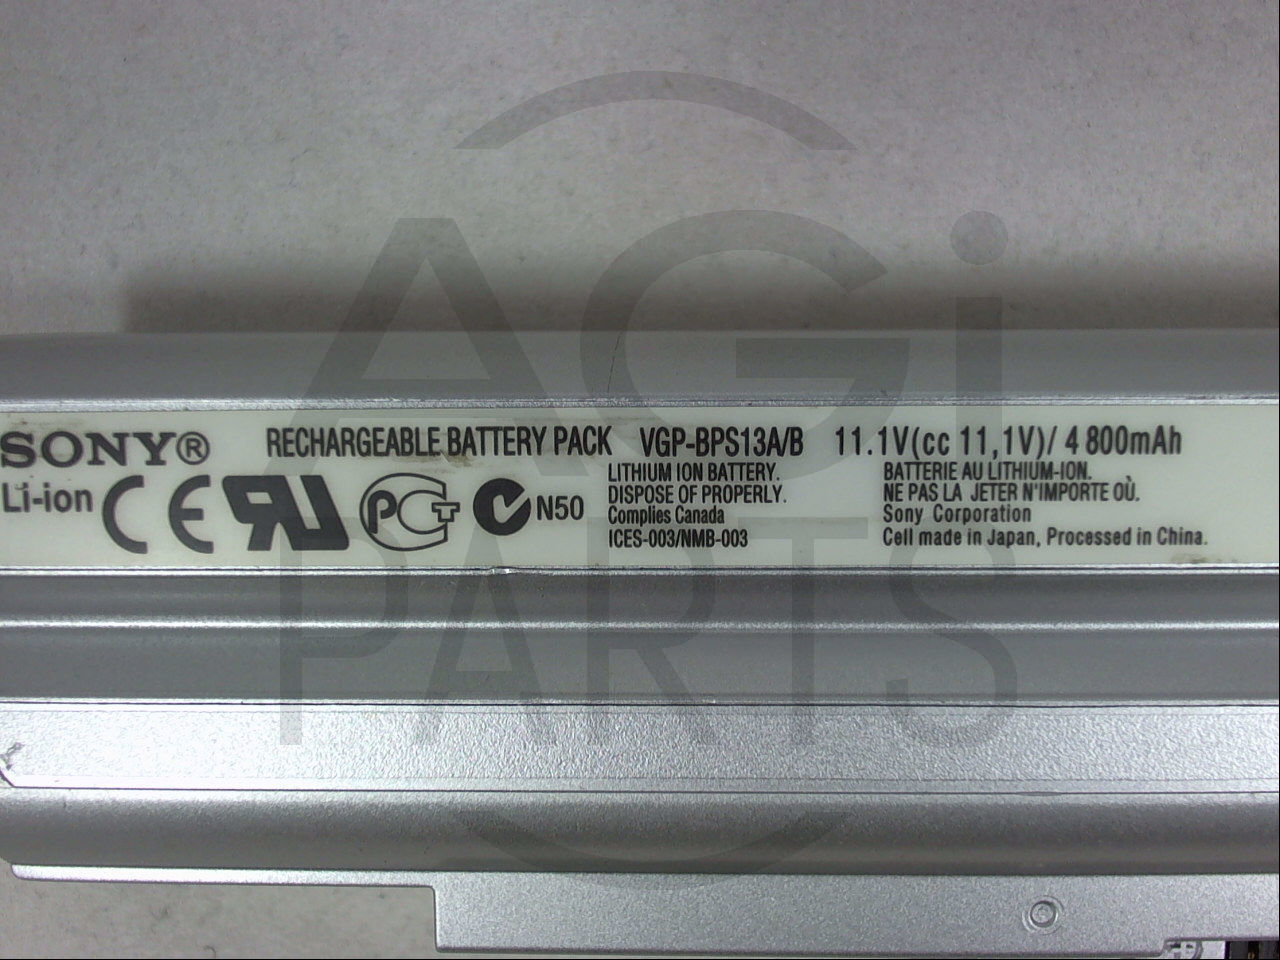 AGi
PARTS
SONY®
RECHARGEABLE BATTERY PACK VGP-BPS13A/B 11.1V(cc 11,1V)/ 4 800mAh
Li-ion
CE
PCT
N50
LITHIUM ION BATTERY.
DISPOSE OF PROPERLY.
Complies Canada
ICES-003/NMB-003
BATTERIE AU LITHIUM-ION.
NE PAS LA JETER N'IMPORTE OÙ.
Sony Corporation
Cell made in Japan, Processed in China.